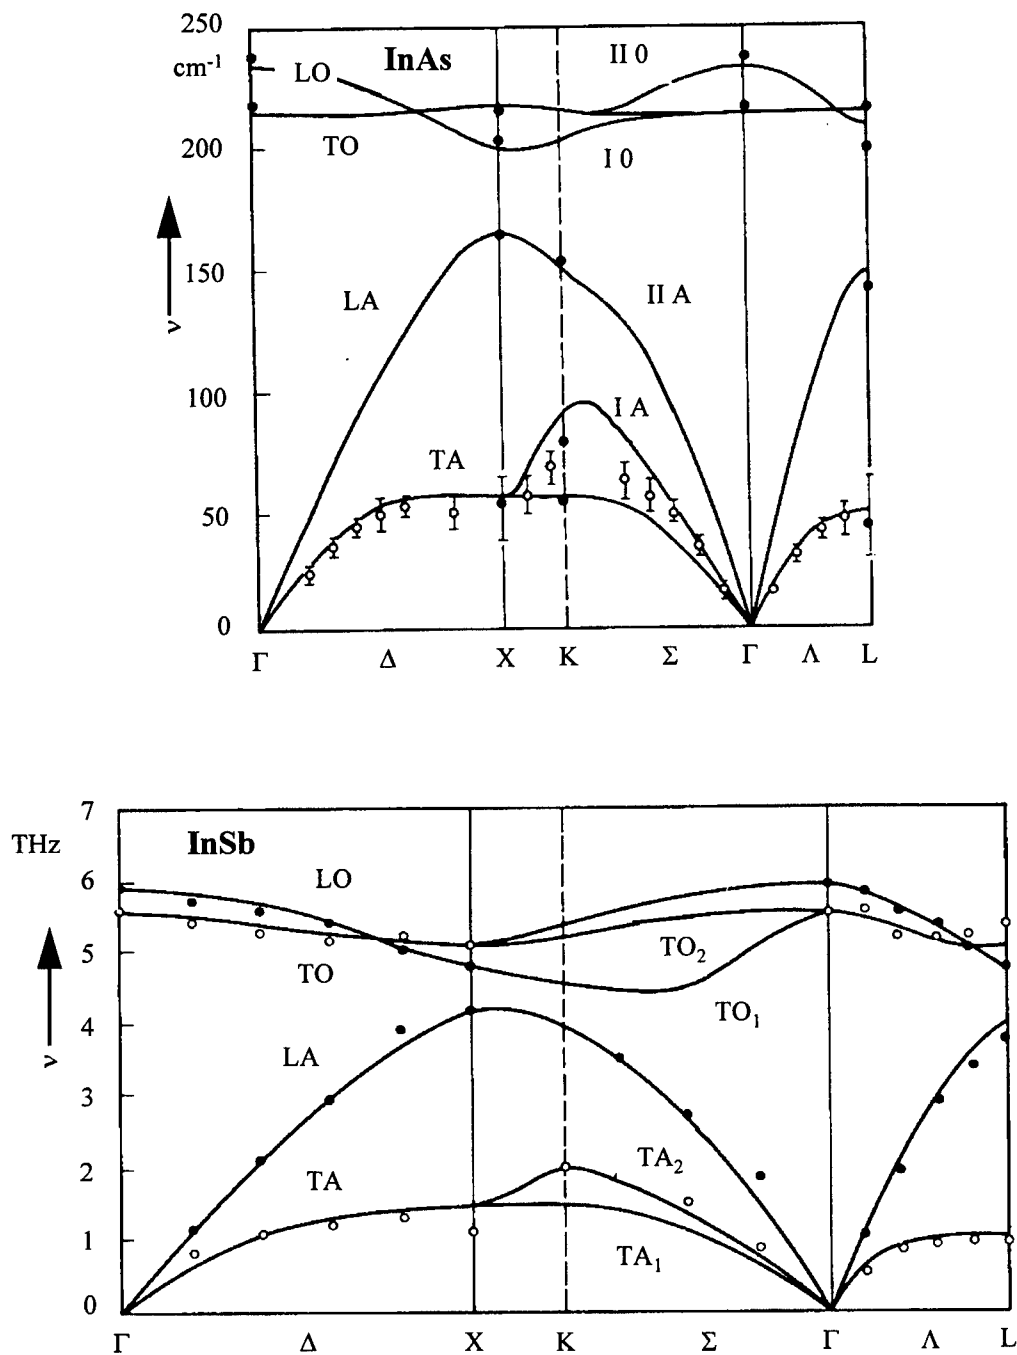 250
cm-1
InAs
II 0
LO
TO
200
I 0
ν
150
LA
II A
100
I A
TA
50
0
Γ Δ X K Σ Γ Λ L
7
THz
InSb
6
LO
5
TO
TO2
TO1
ν
4
LA
3
2
TA
TA2
1
TA1
0
Γ Δ X K Σ Γ Λ L